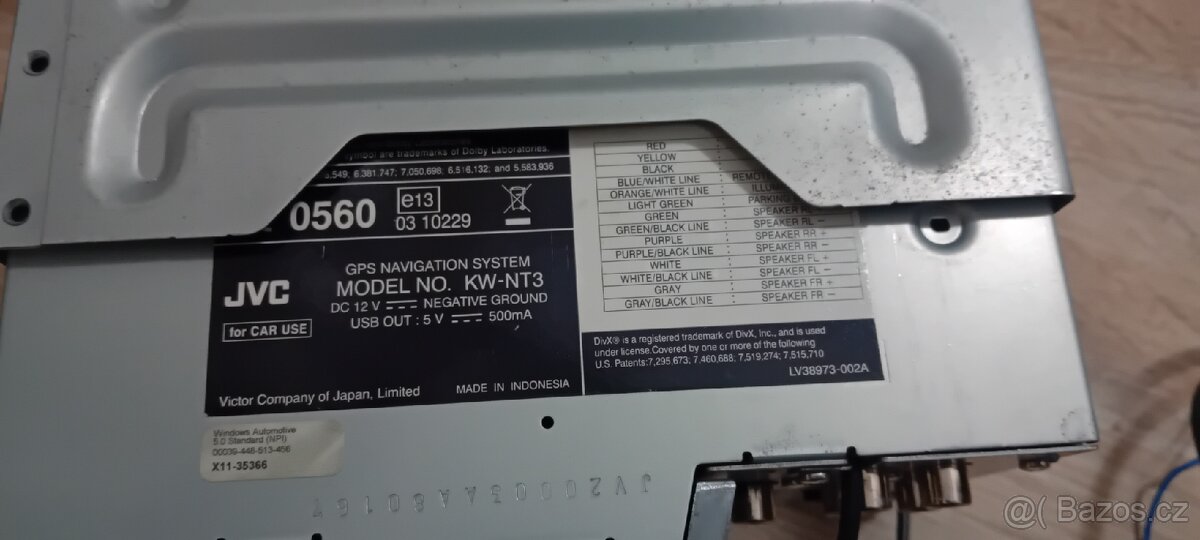 symbol are trademarks of Dolby Laboratories.
6,381,747; 7,050,698; 6,516,132; and 5,583,936
0560
e13
03 10229
JVC
for CAR USE
GPS NAVIGATION SYSTEM
MODEL NO. KW-NT3
DC 12 V NEGATIVE GROUND
USB OUT : 5 V 500mA
Victor Company of Japan, Limited
MADE IN INDONESIA
RED
YELLOW
BLACK
BLUE/WHITE LINE :
ORANGE/WHITE LINE : ILLUMI
LIGHT GREEN : PARKING
GREEN : SPEAKER RL +
GREEN/BLACK LINE : SPEAKER RL −
PURPLE : SPEAKER RR +
PURPLE/BLACK LINE : SPEAKER RR −
WHITE : SPEAKER FL +
WHITE/BLACK LINE : SPEAKER FL −
GRAY : SPEAKER FR +
GRAY/BLACK LINE : SPEAKER FR −
DivX® is a registered trademark of DivX, Inc., and is used
under license.Covered by one or more of the following
U.S. Patents:7,295,673; 7,460,688; 7,519,274; 7,515,710
LV38973-002A
Windows Automotive
5.0 Standard (NPI)
00039-448-513-456
X11-35366
JV20003A80167
@ Bazos.cz